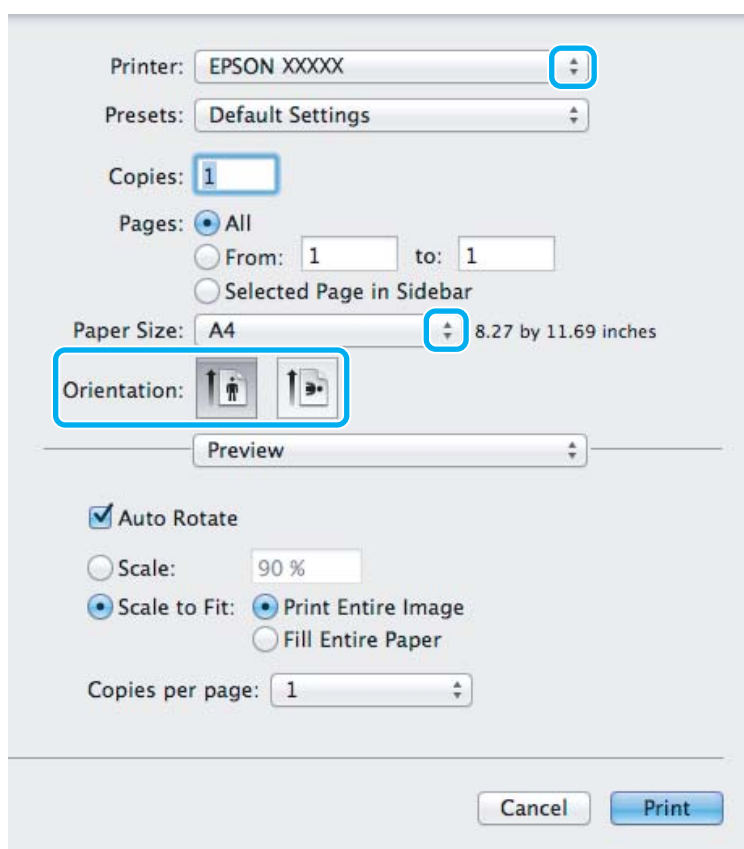 Printer: EPSON XXXXX
Presets: Default Settings
Copies: 1
Pages: All
From: 1 to: 1
Selected Page in Sidebar
Paper Size: A4 8.27 by 11.69 inches
Orientation:
Preview
Auto Rotate
Scale: 90 %
Scale to Fit: Print Entire Image
Fill Entire Paper
Copies per page: 1
Cancel Print